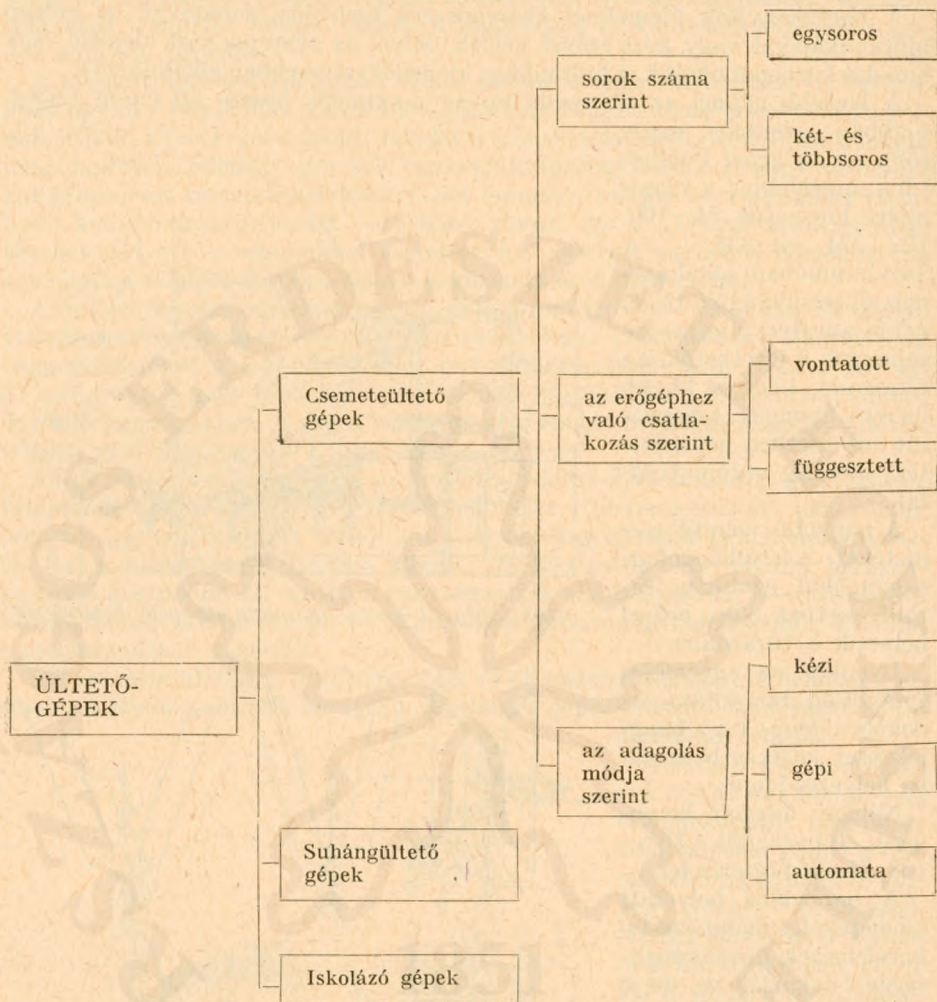 egysoros
sorok száma
szerint
két- és
többsoros
vontatott
Csemeteültető
gépek
az erőgéphez
való csatla-
kozás szerint
függesztett
ÜLTETŐ-
GÉPEK
kézi
az adagolás
módja
szerint
gépi
Suhángültető
gépek
automata
Iskolázó gépek
1851